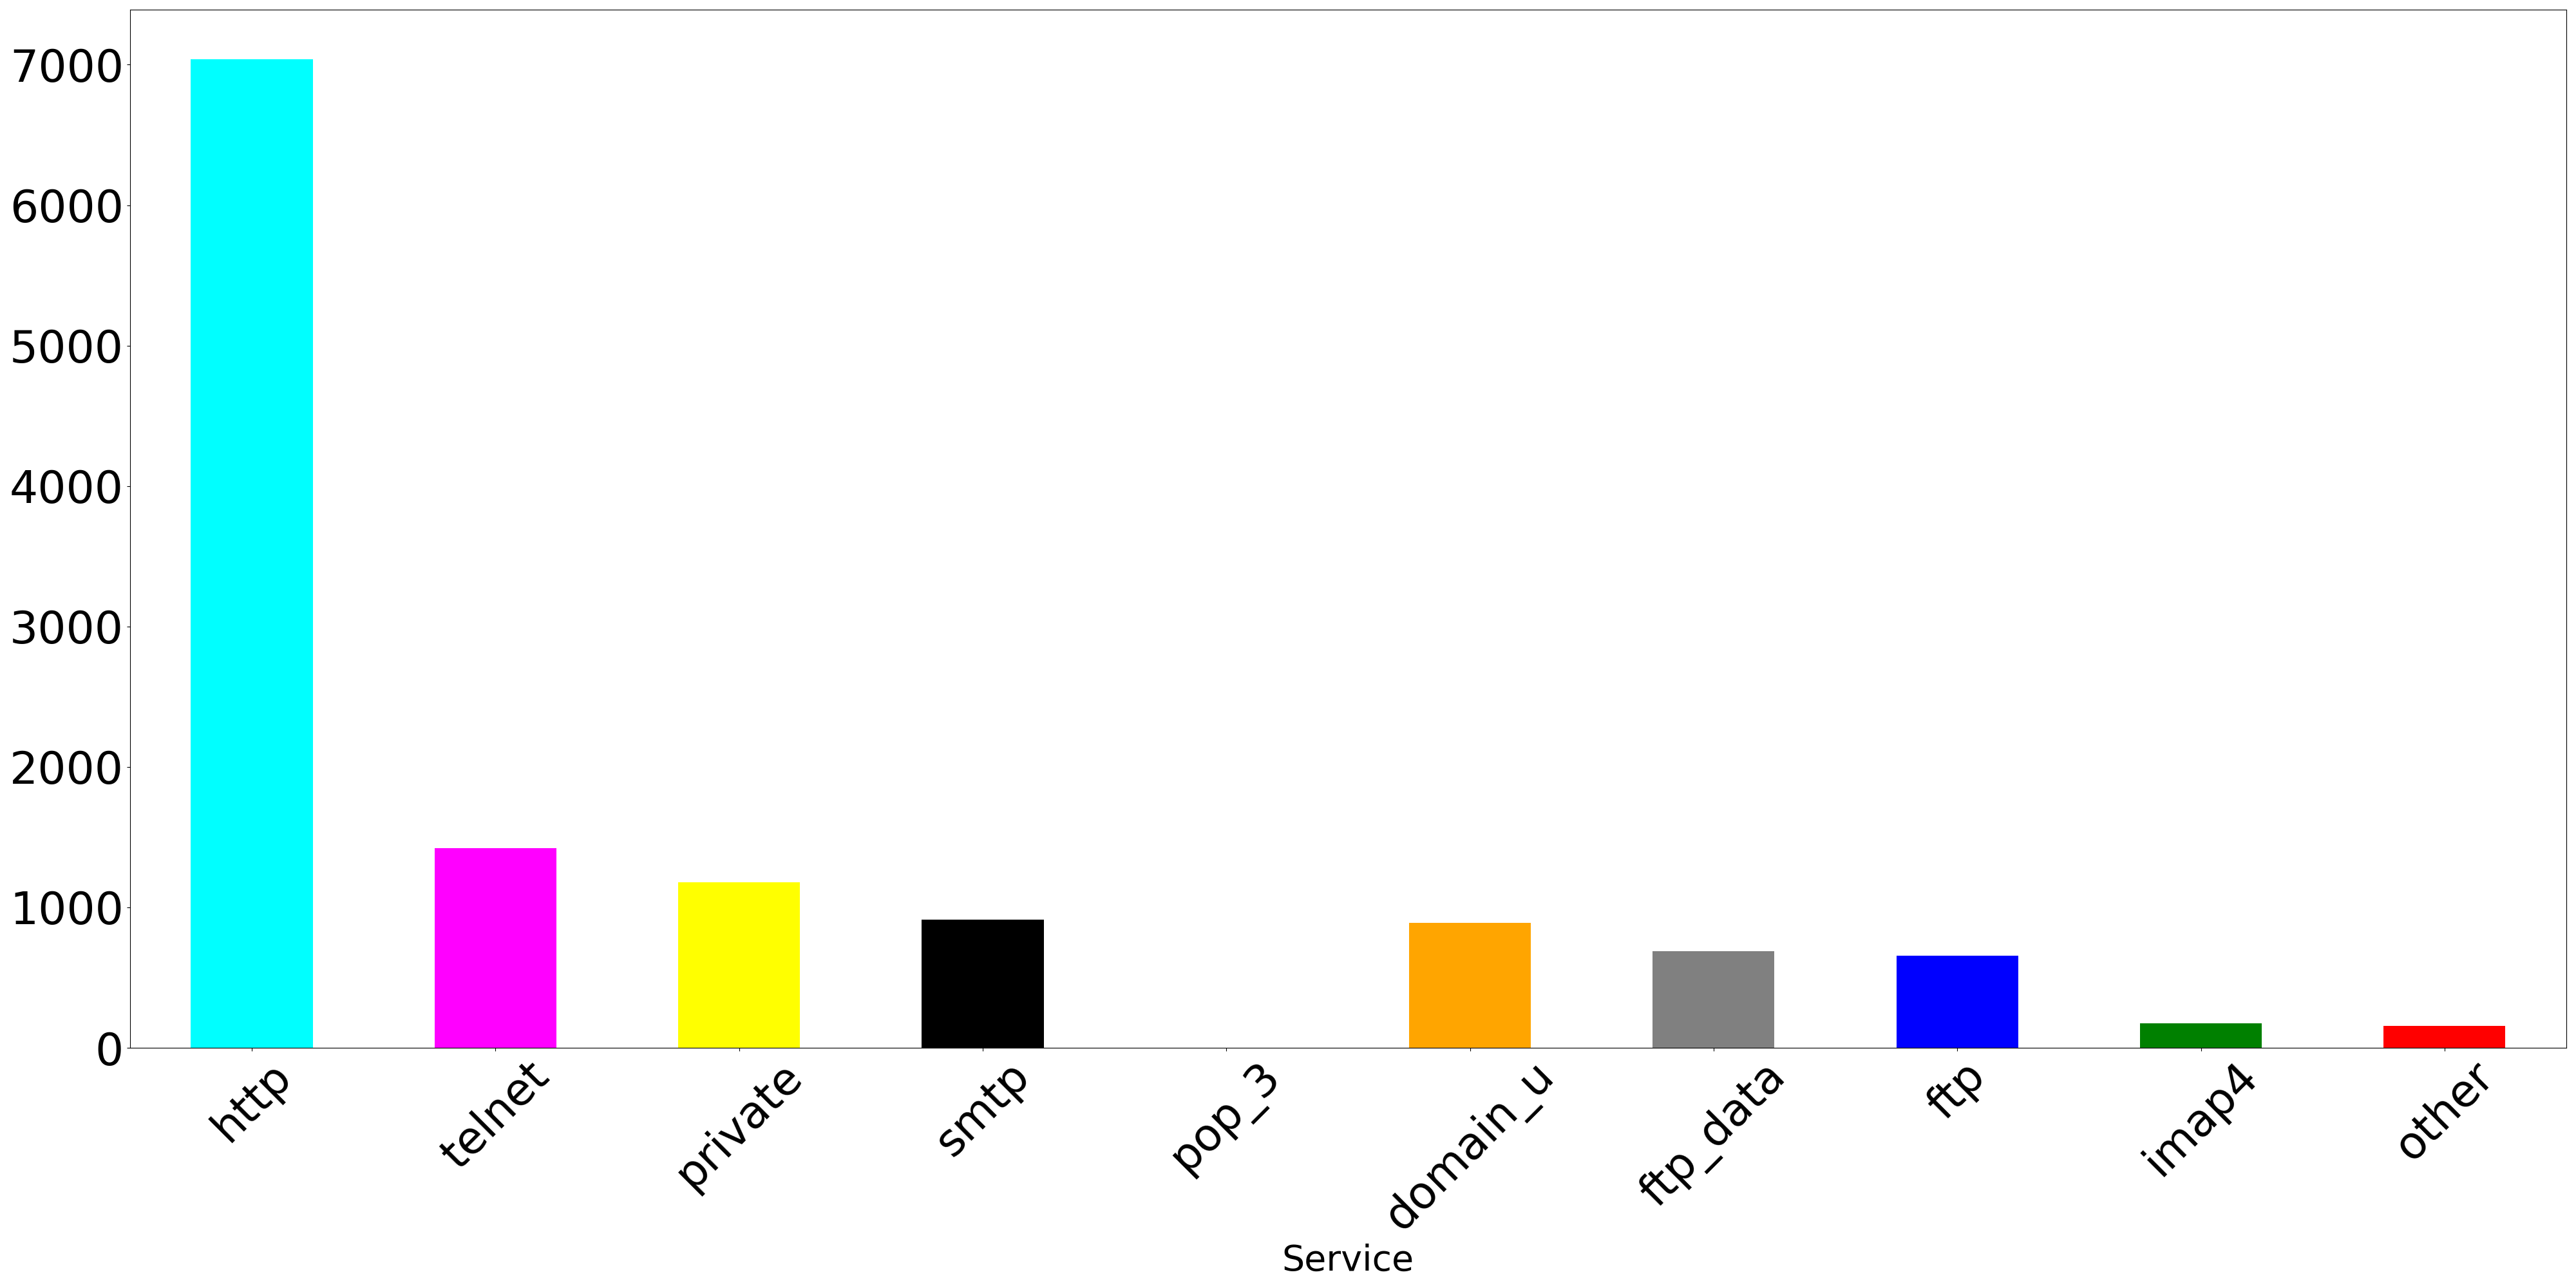 7000
6000
5000
4000
3000
2000
1000
0
http
telnet
private
smtp
pop_3
domain_u
ftp_data
ftp
imap4
other
Service